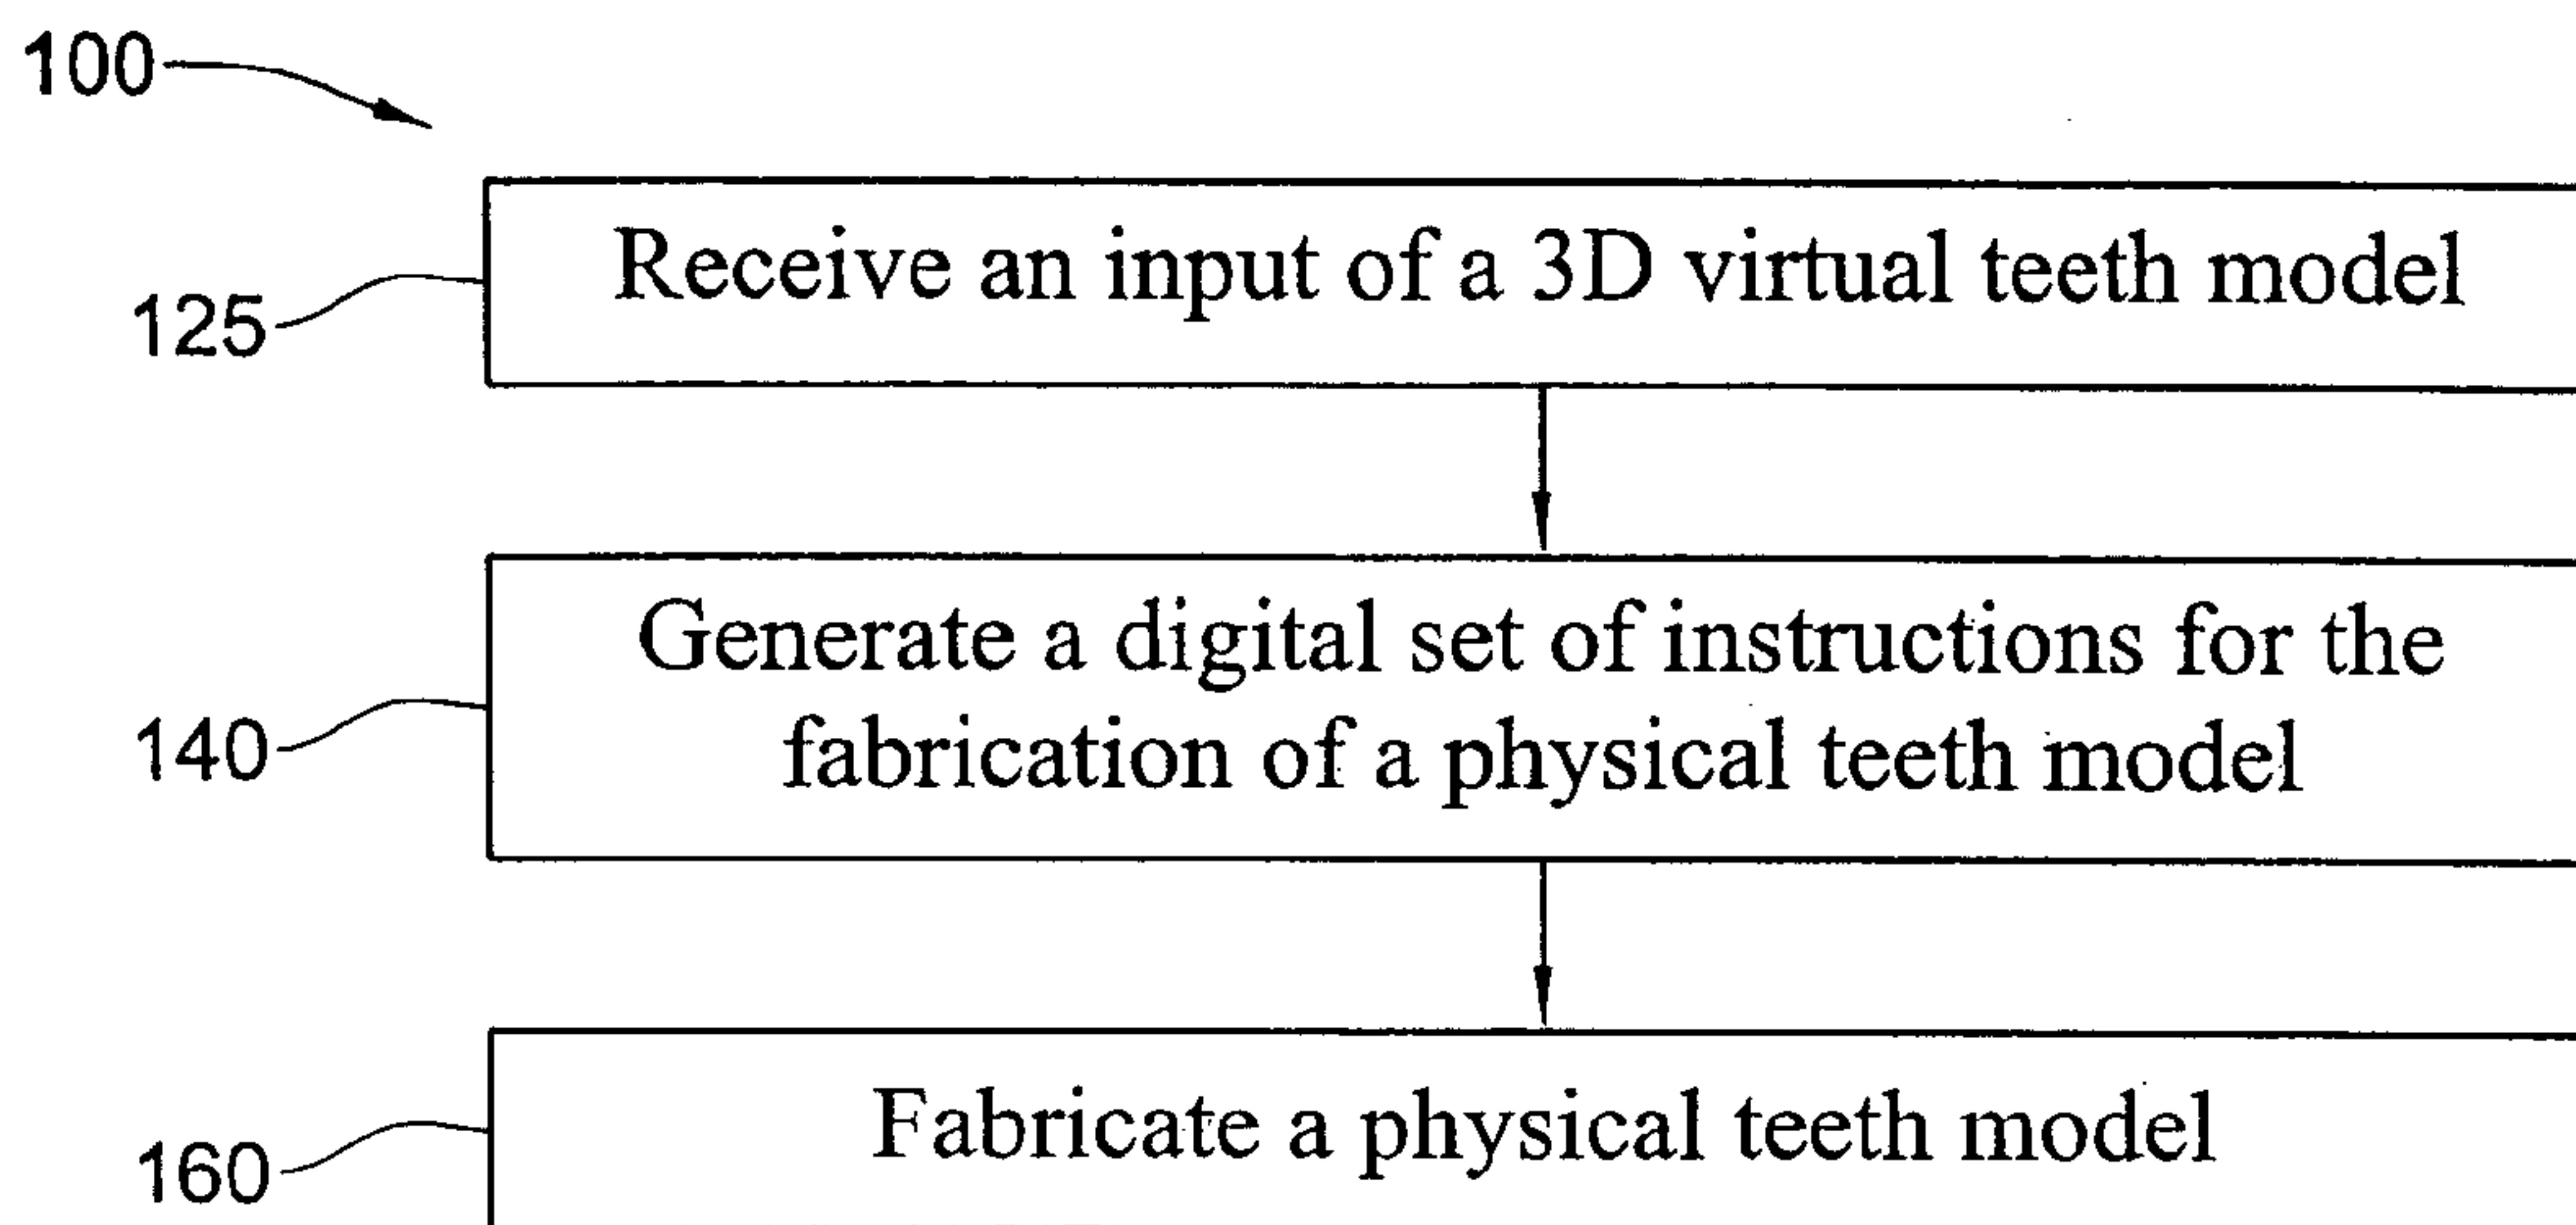 100
125
Receive an input of a 3D virtual teeth model
140
Generate a digital set of instructions for the
fabrication of a physical teeth model
160
Fabricate a physical teeth model